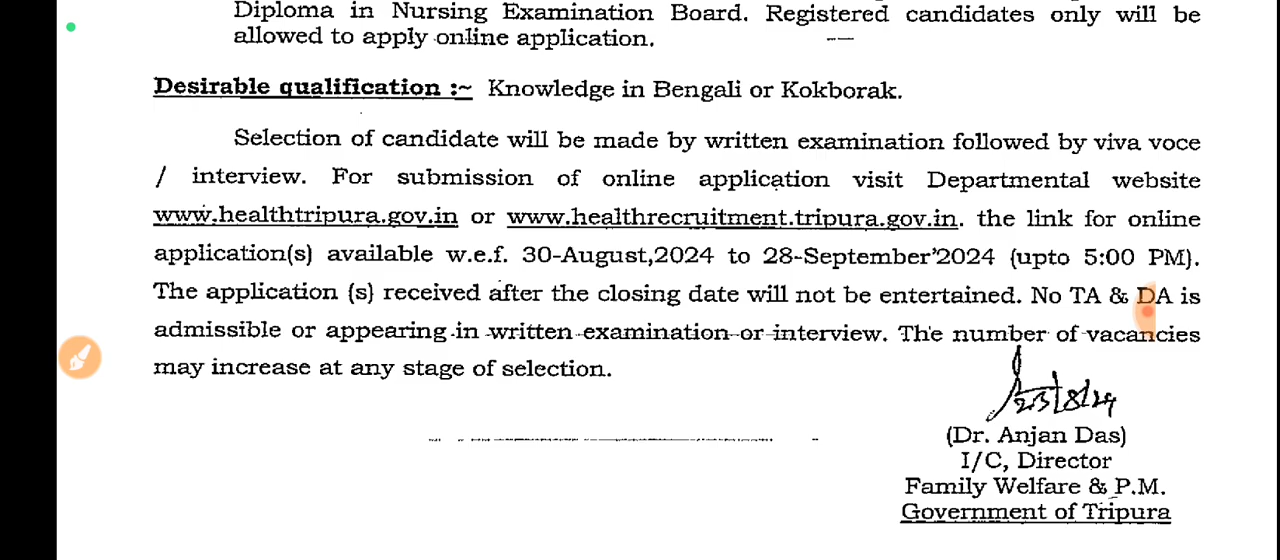 Diploma in Nursing Examination Board. Registered candidates only will be
allowed to apply online application.
Desirable qualification :~ Knowledge in Bengali or Kokborak.
Selection of candidate will be made by written examination followed by viva voce
/ interview. For submission of online application visit Departmental website
www.healthtripura.gov.in or www.healthrecruitment.tripura.gov.in. the link for online
application(s) available w.e.f. 30-August,2024 to 28-September'2024 (upto 5:00 PM).
The application (s) received after the closing date will not be entertained. No TA & DA is
admissible or appearing in written examination or interview. The number of vacancies
may increase at any stage of selection.
23/8/24
(Dr. Anjan Das)
I/C, Director
Family Welfare & P.M.
Government of Tripura